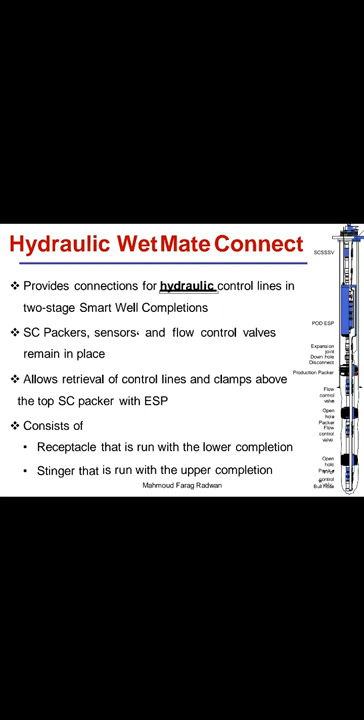 Hydraulic WetMate Connect
❖ Provides connections for hydraulic control lines in
two-stage Smart Well Completions
❖ SC Packers, sensors, and flow control valves
remain in place
❖ Allows retrieval of control lines and clamps above
the top SC packer with ESP
❖ Consists of
• Receptacle that is run with the lower completion
• Stinger that is run with the upper completion
Mahmoud Farag Radwan
SCSSSV
POD ESP
Expansion
joint
Down hole
Disconnect
Production Packer
Flow
control
valve
Open
hole
Packer
Flow
control
valve
Open
hole
control